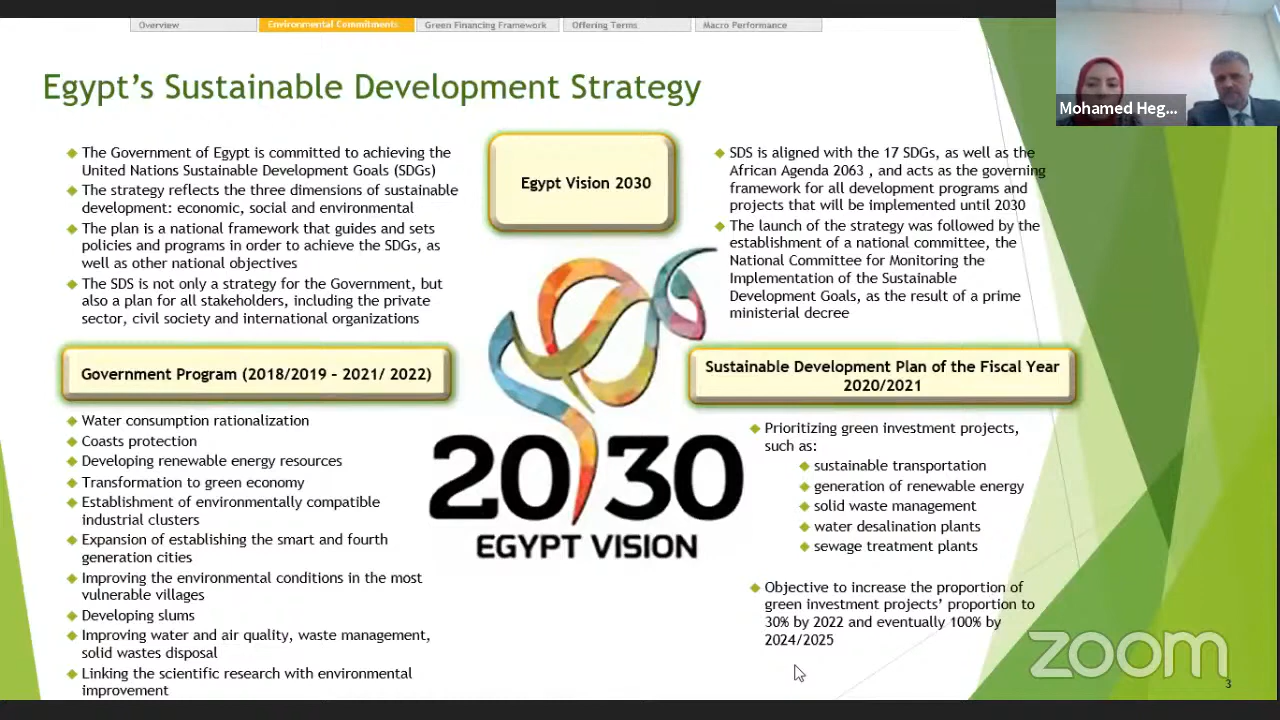 Overview
Environmental Commitments
Green Financing Framework
Offering Terms
Macro Performance
Mohamed Heg...
Egypt's Sustainable Development Strategy
The Government of Egypt is committed to achieving the
United Nations Sustainable Development Goals (SDGs)
The strategy reflects the three dimensions of sustainable
development: economic, social and environmental
The plan is a national framework that guides and sets
policies and programs in order to achieve the SDGs, as
well as other national objectives
The SDS is not only a strategy for the Government, but
also a plan for all stakeholders, including the private
sector, civil society and international organizations
Egypt Vision 2030
SDS is aligned with the 17 SDGs, as well as the
African Agenda 2063 , and acts as the governing
framework for all development programs and
projects that will be implemented until 2030
The launch of the strategy was followed by the
establishment of a national committee, the
National Committee for Monitoring the
Implementation of the Sustainable
Development Goals, as the result of a prime
ministerial decree
Government Program (2018/2019 – 2021/ 2022)
Water consumption rationalization
Coasts protection
Developing renewable energy resources
Transformation to green economy
Establishment of environmentally compatible
industrial clusters
Expansion of establishing the smart and fourth
generation cities
Improving the environmental conditions in the most
vulnerable villages
Developing slums
Improving water and air quality, waste management,
solid wastes disposal
Linking the scientific research with environmental
improvement
2030
EGYPT VISION
Sustainable Development Plan of the Fiscal Year
2020/2021
Prioritizing green investment projects,
such as:
sustainable transportation
generation of renewable energy
solid waste management
water desalination plants
sewage treatment plants
Objective to increase the proportion of
green investment projects' proportion to
30% by 2022 and eventually 100% by
2024/2025
zoom
3